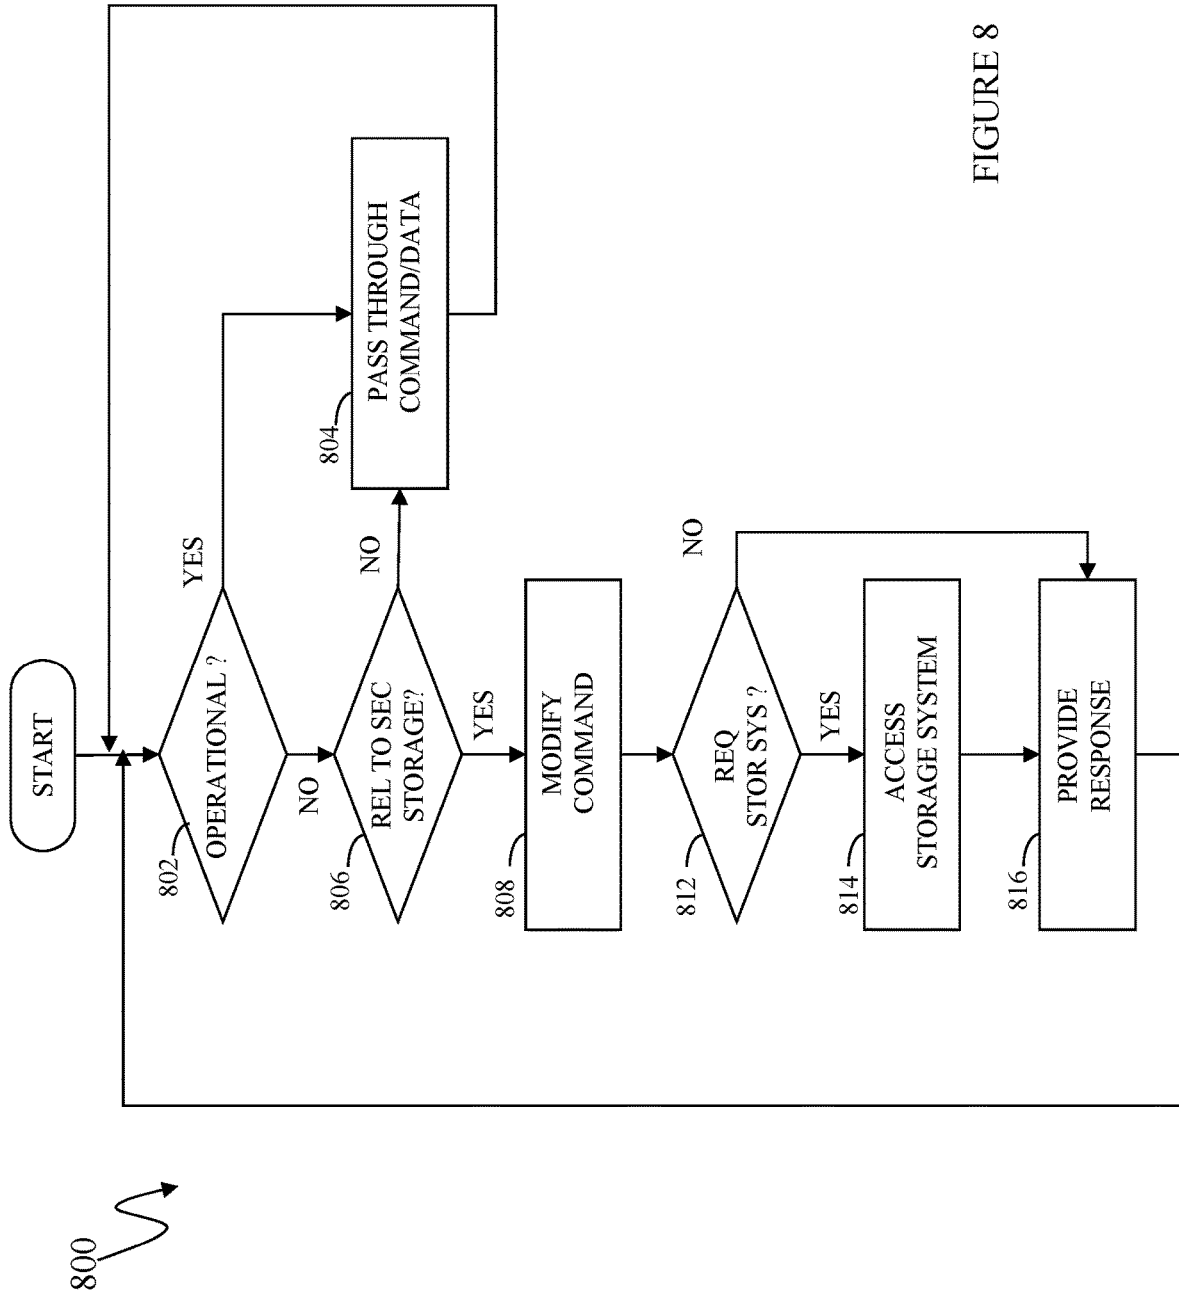 800
START
802
OPERATIONAL ?
YES
NO
806
REL TO SEC
STORAGE?
NO
YES
804
PASS THROUGH
COMMAND/DATA
808
MODIFY
COMMAND
812
REQ
STOR SYS ?
NO
YES
814
ACCESS
STORAGE SYSTEM
816
PROVIDE
RESPONSE
FIGURE 8